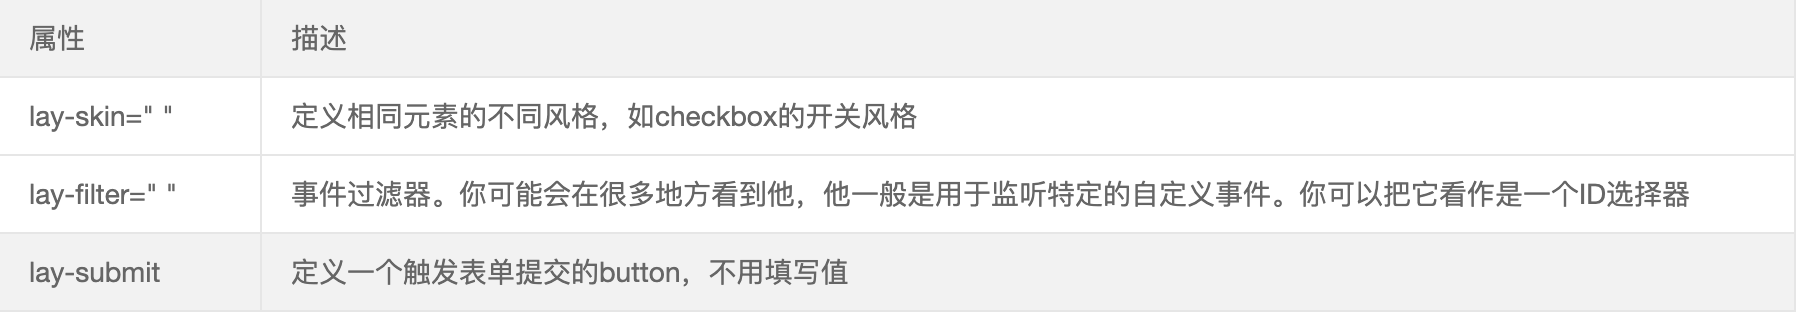 属性 描述
lay-skin=" " 定义相同元素的不同风格，如checkbox的开关风格
lay-filter=" " 事件过滤器。你可能会在很多地方看到他，他一般是用于监听特定的自定义事件。你可以把它看作是一个ID选择器
lay-submit 定义一个触发表单提交的button，不用填写值